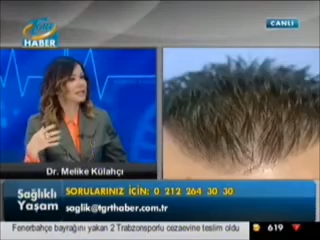 tgrt
HABER
CANLI
Dr. Melike Külahçı
Sağlıklı
Yaşam
SORULARINIZ İÇİN: 0 212 264 30 30
saglik@tgrthaber.com.tr
Fenerbahçe bayrağını yakan 2 Trabzonsporlu cezaevine teslim oldu
619